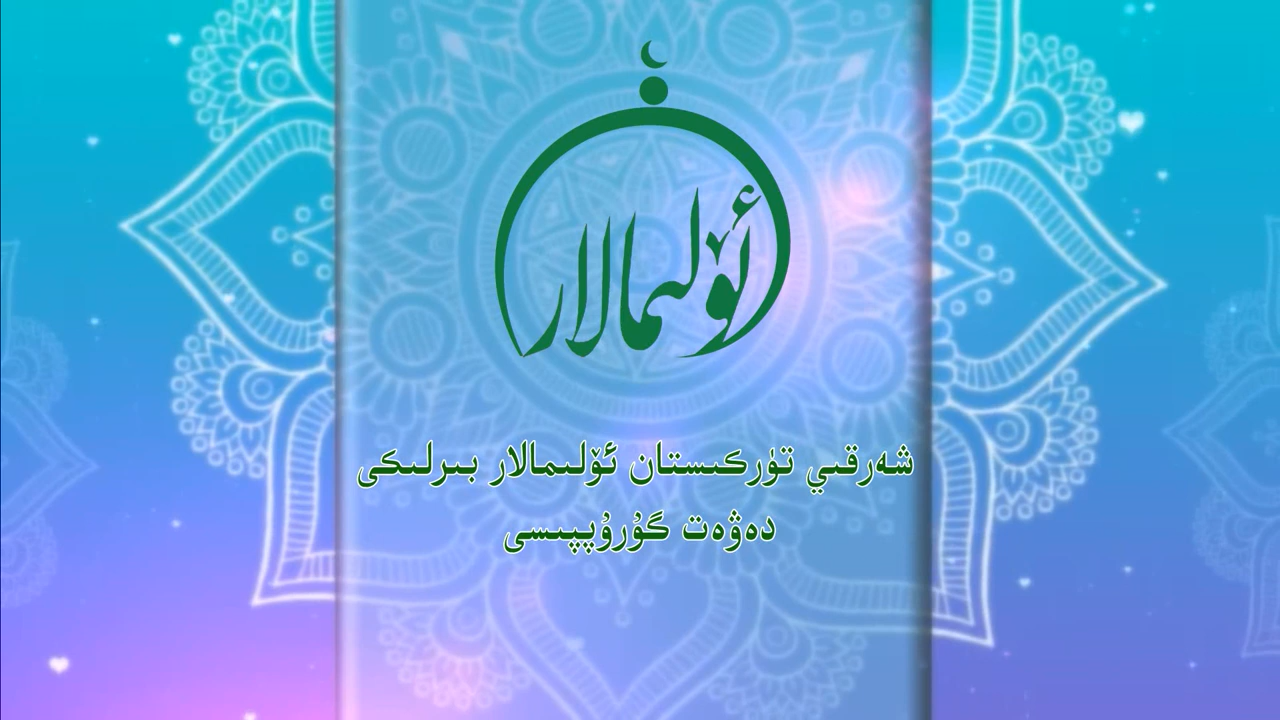 ئۆلىمالار
شەرقىي تۈركىستان ئۆلىمالار بىرلىكى
دەۋەت گۇرۇپپىسى